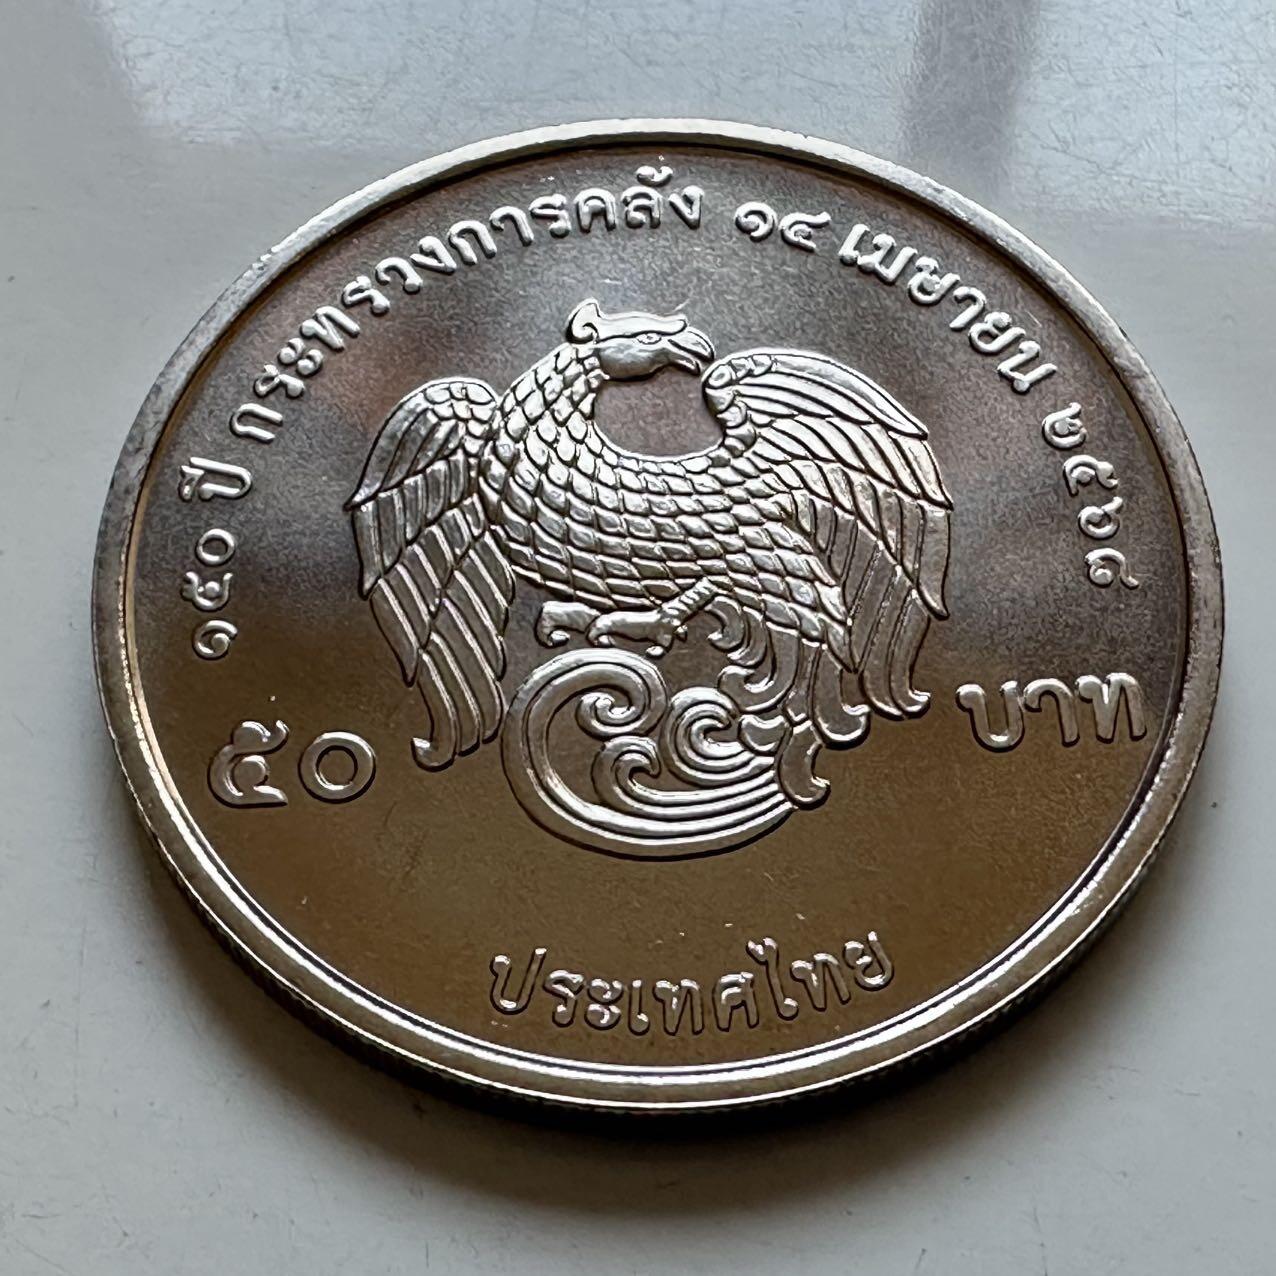 ๑๕๐ ปี กระทรวงการคลัง ๑๔ เมษายน ๒๕๖๘
๕๐ บาท
ประเทศไทย